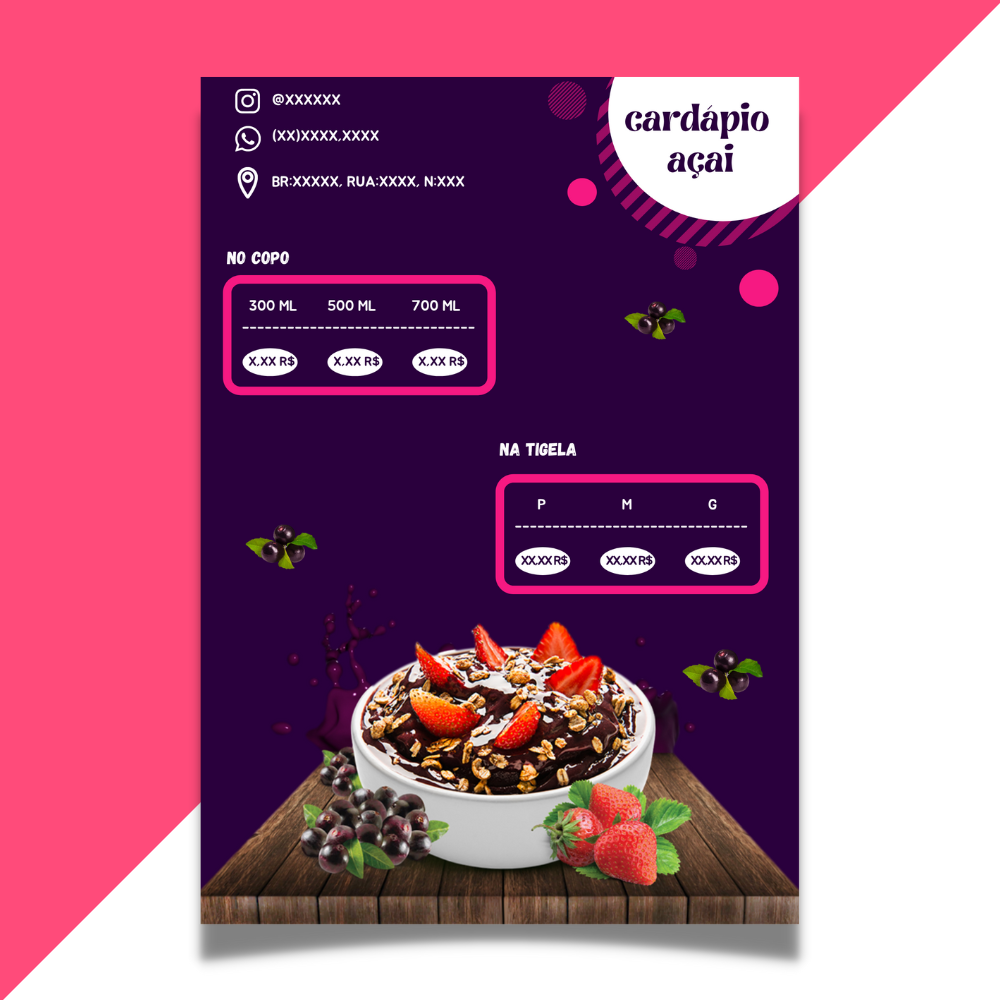 @XXXXXX
(XX)XXXX,XXXX
BR:XXXXX, RUA:XXXX, N:XXX
cardápio
açai
NO COPO
300 ML 500 ML 700 ML
X,XX R$ X,XX R$ X,XX R$
NA TIGELA
P M G
XX,XX R$ XX,XX R$ XX,XX R$